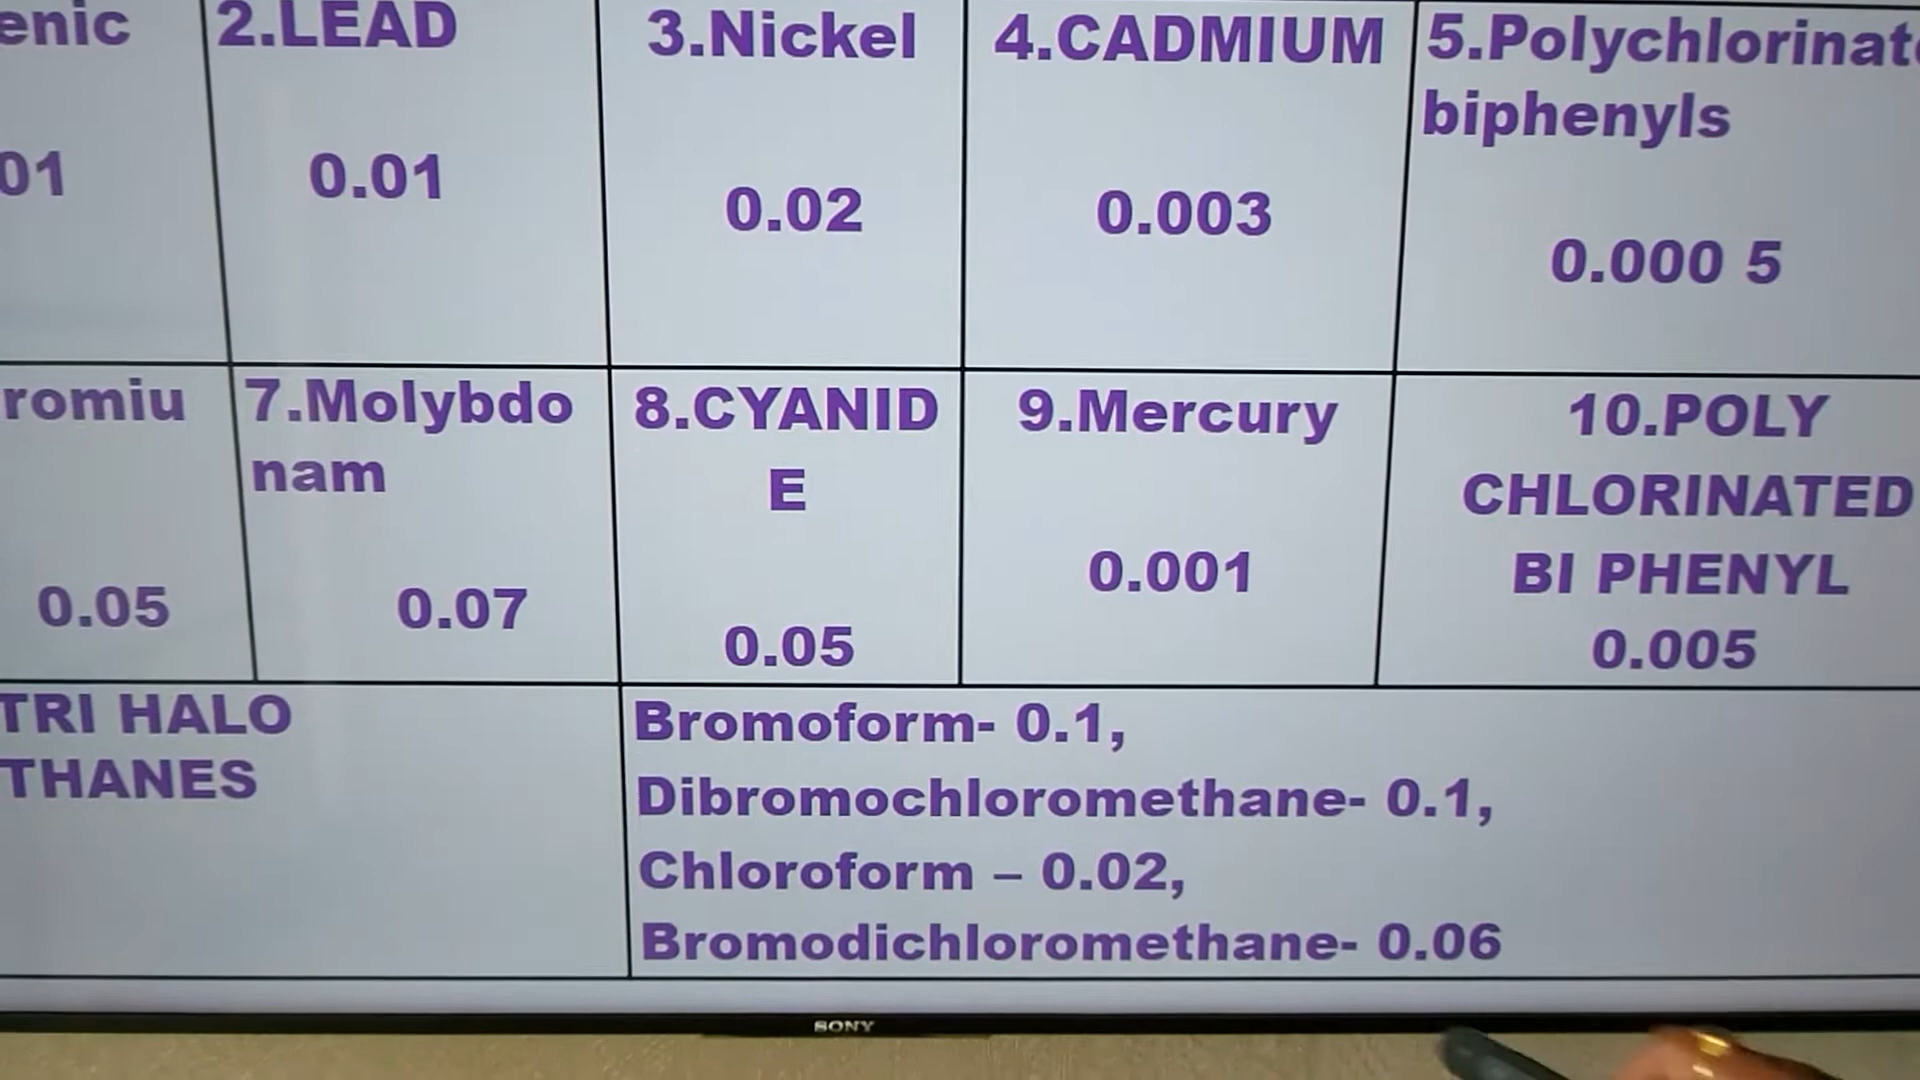 enic
01
2.LEAD
0.01
3.Nickel
0.02
4.CADMIUM
0.003
5.Polychlorinat
biphenyls
0.000 5
romiu
0.05
7.Molybdo
nam
0.07
8.CYANID
E
0.05
9.Mercury
0.001
10.POLY
CHLORINATED
BI PHENYL
0.005
TRI HALO
THANES
Bromoform- 0.1,
Dibromochloromethane- 0.1,
Chloroform – 0.02,
Bromodichloromethane- 0.06
SONY